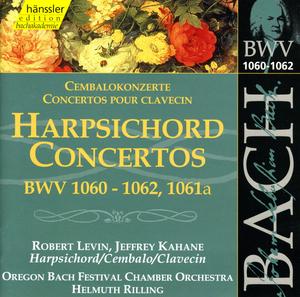 hänssler
edition
bachakademie
BWV
1060-1062
CEMBALOKONZERTE
CONCERTOS POUR CLAVECIN
HARPSICHORD
CONCERTOS
BWV 1060 - 1062, 1061a
ROBERT LEVIN, JEFFREY KAHANE
Harpsichord/Cembalo/Clavecin
OREGON BACH FESTIVAL CHAMBER ORCHESTRA
HELMUTH RILLING
BACH